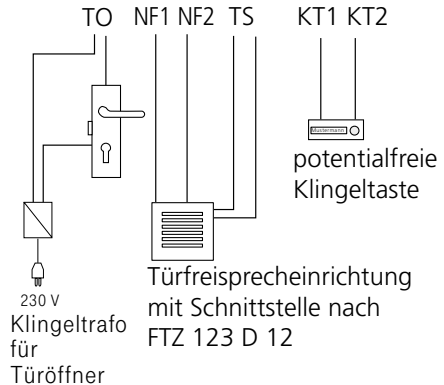 TO NF1 NF2 TS KT1 KT2
Mustermann
potentialfreie
Klingeltaste
Türfreisprecheinrichtung
mit Schnittstelle nach
FTZ 123 D 12
230 V
Klingeltrafo
für
Türöffner